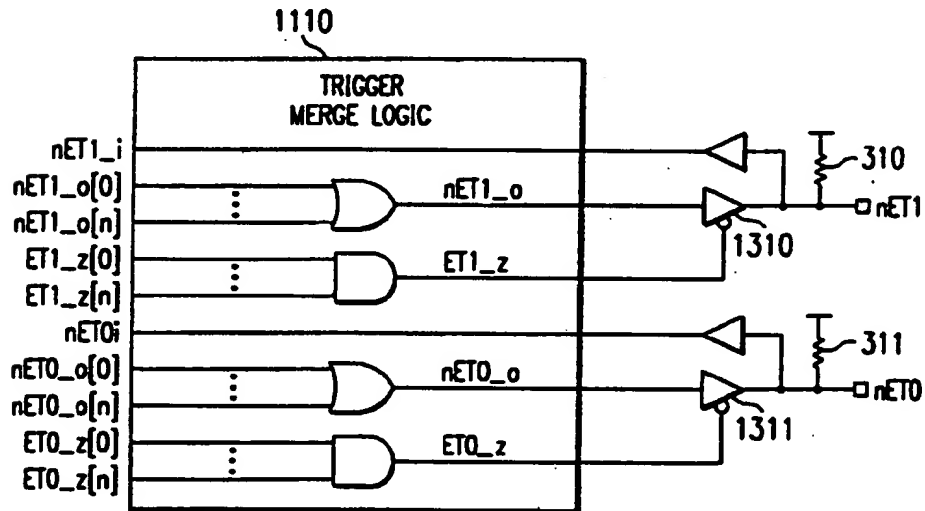 1110
TRIGGER
MERGE LOGIC
nET1_i
310
nET1_o[0]
nET1_o
nET1
nET1_o[n]
1310
ET1_z[0]
ET1_z
ET1_z[n]
nET0i
311
nET0_o[0]
nET0_o
nET0
nET0_o[n]
1311
ET0_z[0]
ET0_z
ET0_z[n]